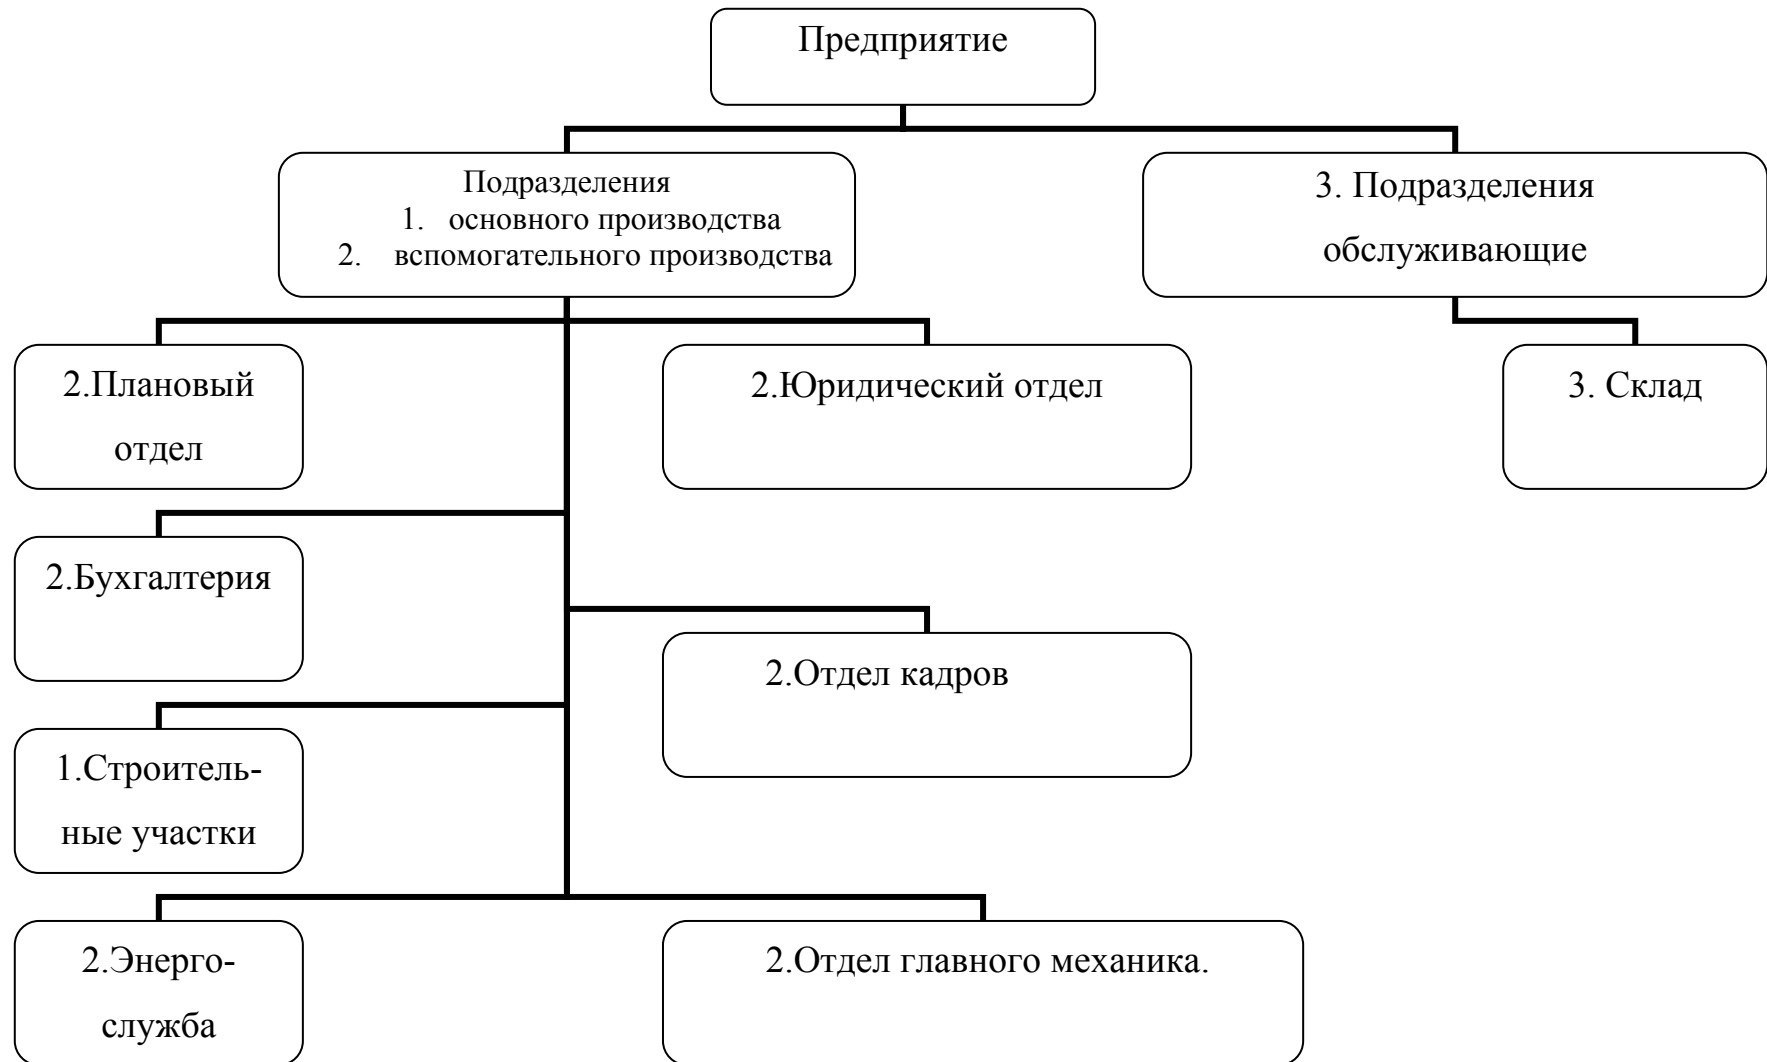 Предприятие
Подразделения
1. основного производства
2. вспомогательного производства
3. Подразделения
обслуживающие
2.Плановый
отдел
2.Юридический отдел
3. Склад
2.Бухгалтерия
2.Отдел кадров
1.Строитель-
ные участки
2.Энерго-
служба
2.Отдел главного механика.